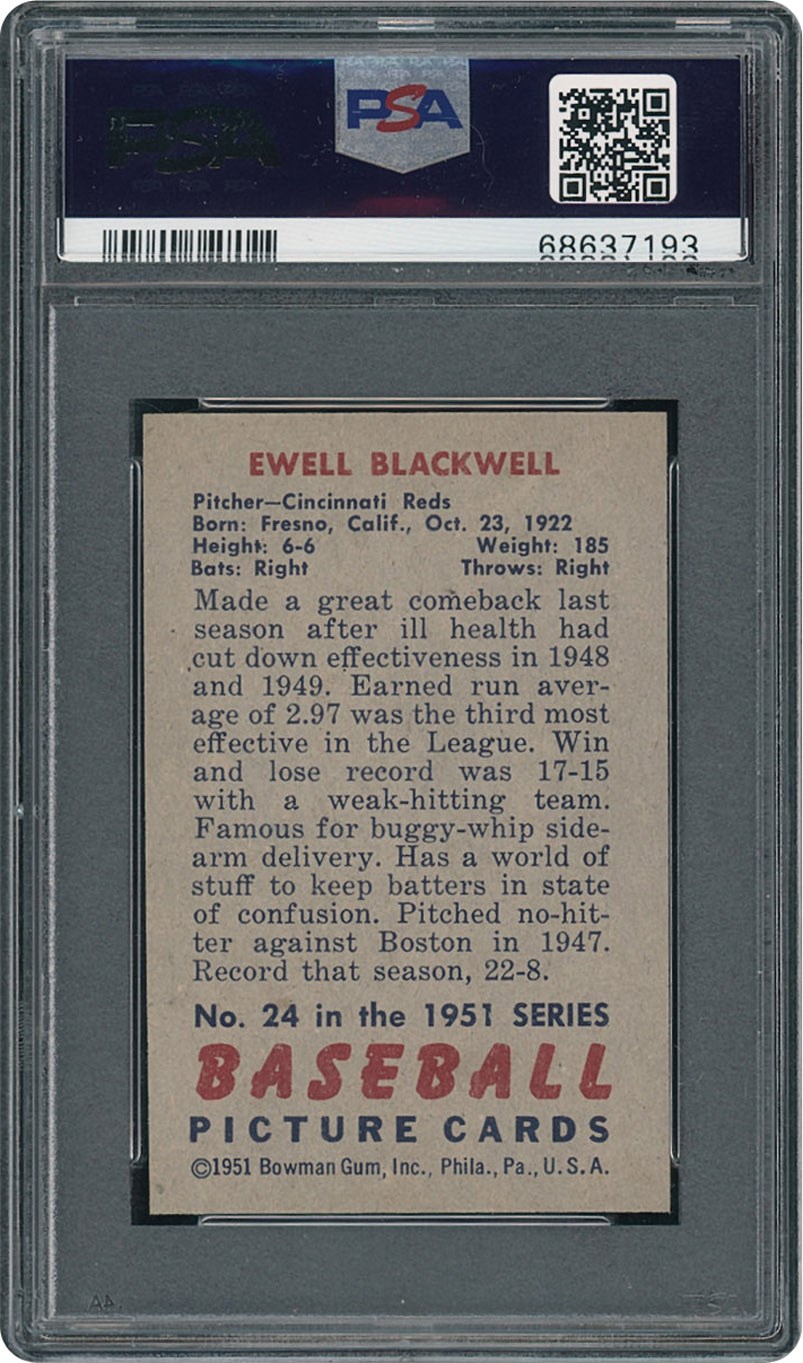 PSA
68637193
EWELL BLACKWELL
Pitcher—Cincinnati Reds
Born: Fresno, Calif., Oct. 23, 1922
Height: 6-6 Weight: 185
Bats: Right Throws: Right
Made a great comeback last
season after ill health had
cut down effectiveness in 1948
and 1949. Earned run aver-
age of 2.97 was the third most
effective in the League. Win
and lose record was 17-15
with a weak-hitting team.
Famous for buggy-whip side-
arm delivery. Has a world of
stuff to keep batters in state
of confusion. Pitched no-hit-
ter against Boston in 1947.
Record that season, 22-8.
No. 24 in the 1951 SERIES
BASEBALL
PICTURE CARDS
©1951 Bowman Gum, Inc., Phila., Pa., U.S.A.